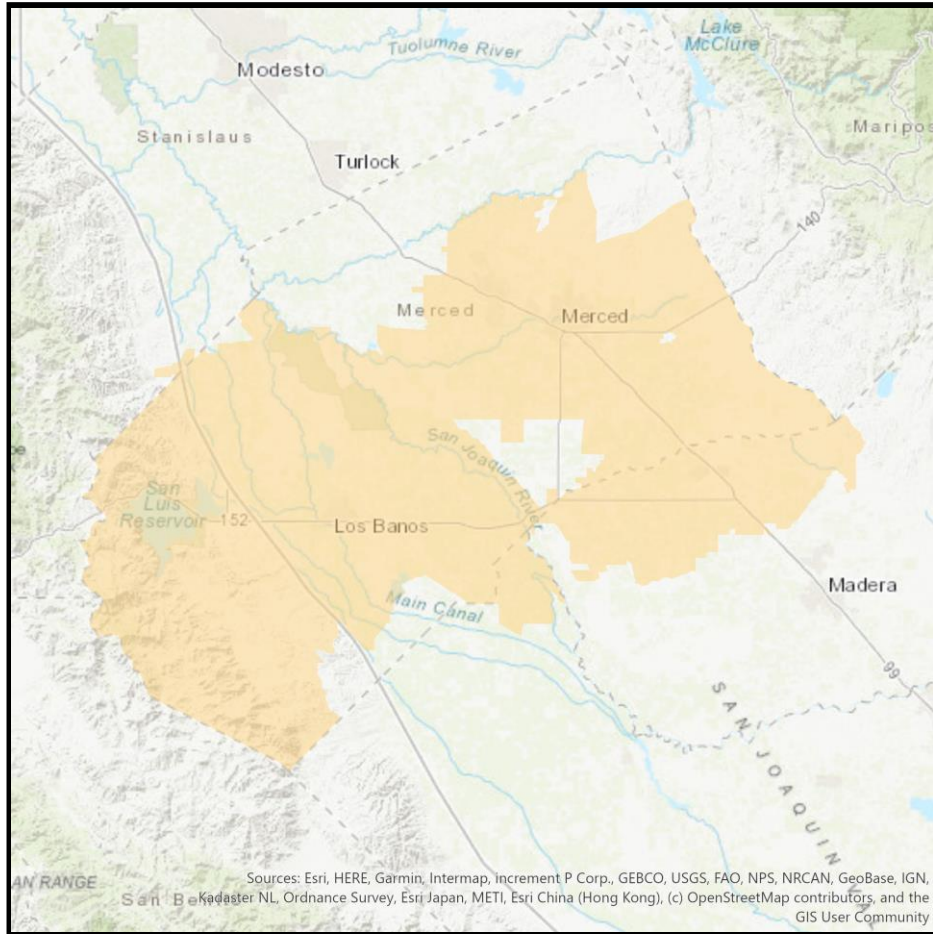 Lake
McClure
Tuolumne River
Modesto
Stanislaus
Maripos
Turlock
140
Merced
Merced
San Joaquin River
San
Luis
Reservoir
152
Los Banos
Main Canal
Madera
99
SAN JOAQUIN VAL
AN RANGE
San Be
Sources: Esri, HERE, Garmin, Intermap, increment P Corp., GEBCO, USGS, FAO, NPS, NRCAN, GeoBase, IGN,
Kadaster NL, Ordnance Survey, Esri Japan, METI, Esri China (Hong Kong), (c) OpenStreetMap contributors, and the
GIS User Community